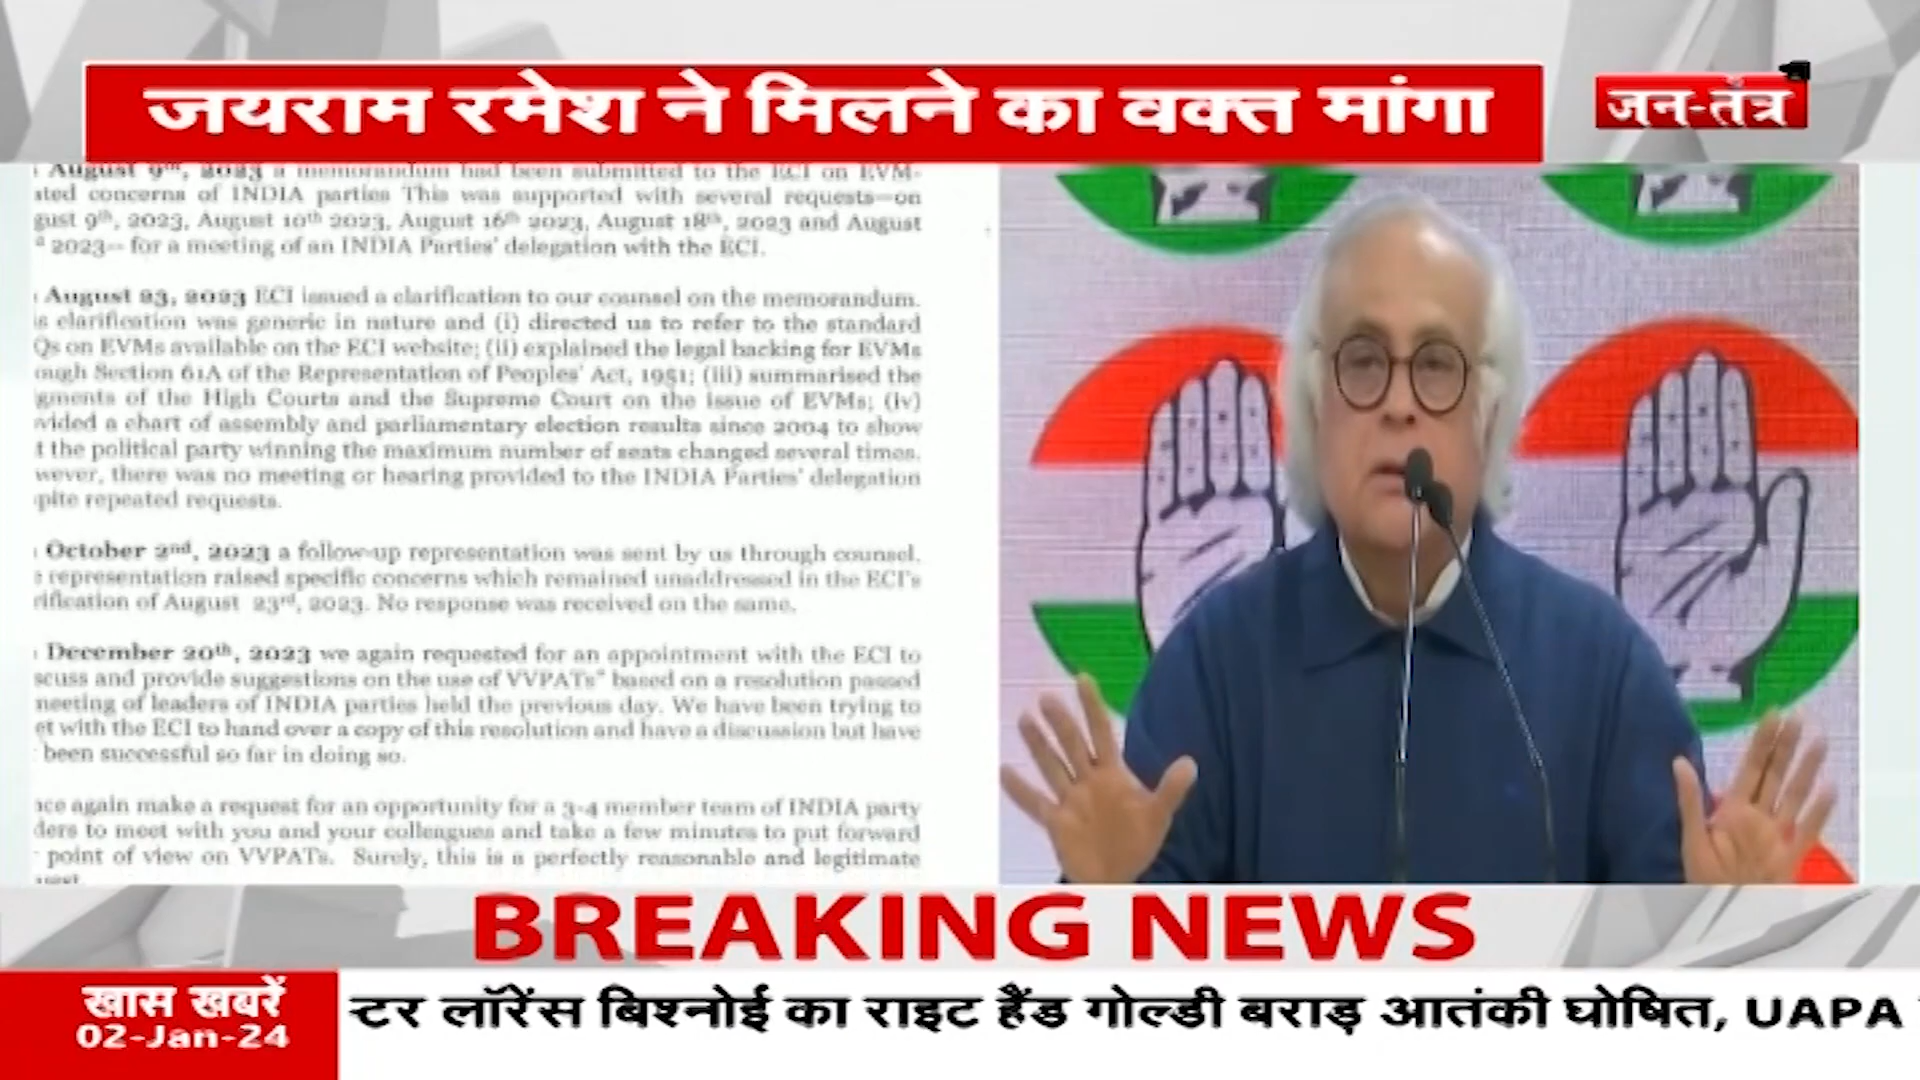 जयराम रमेश ने मिलने का वक्त मांगा
जन-तंत्र
August 9th, 2023 a memorandum had been submitted to the ECI on EVM-
concerns of INDIA parties This was supported with several requests—on
gust 9th, 2023, August 10th 2023, August 16th 2023, August 18th, 2023 and August
2023-- for a meeting of an INDIA Parties' delegation with the ECI.
August 23, 2023 ECI issued a clarification to our counsel on the memorandum.
clarification was generic in nature and (i) directed us to refer to the standard
Qs on EVMs available on the ECI website; (ii) explained the legal backing for EVMs
ough Section 61A of the Representation of Peoples' Act, 1951; (iii) summarised the
gments of the High Courts and the Supreme Court on the issue of EVMs; (iv)
vided a chart of assembly and parliamentary election results since 2004 to show
t the political party winning the maximum number of seats changed several times.
wever, there was no meeting or hearing provided to the INDIA Parties' delegation
pite repeated requests.
October 2nd, 2023 a follow-up representation was sent by us through counsel.
representation raised specific concerns which remained unaddressed in the ECI's
rification of August 23rd, 2023. No response was received on the same.
December 20th, 2023 we again requested for an appointment with the ECI to
scuss and provide suggestions on the use of VVPATs" based on a resolution passed
meeting of leaders of INDIA parties held the previous day. We have been trying to
et with the ECI to hand over a copy of this resolution and have a discussion but have
been successful so far in doing so.
nce again make a request for an opportunity for a 3-4 member team of INDIA party
ders to meet with you and your colleagues and take a few minutes to put forward
point of view on VVPATs. Surely, this is a perfectly reasonable and legitimate
BREAKING NEWS
खास खबरें
02-Jan-24
टर लॉरेंस बिश्नोई का राइट हैंड गोल्डी बराड़ आतंकी घोषित, UAPA